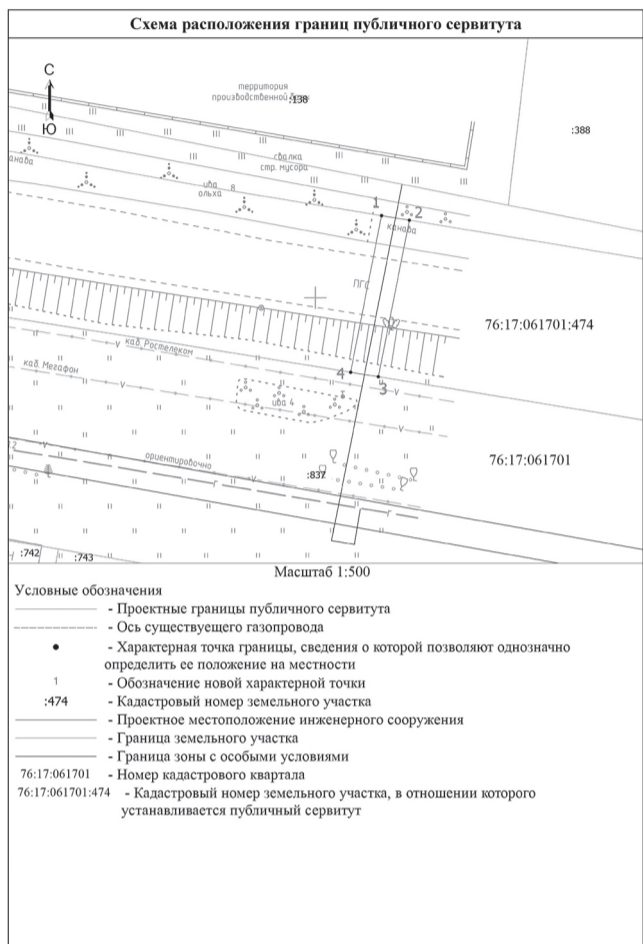 Схема расположения границ публичного сервитута
С
Ю
территория
производственной
:138
:388
свалка
стр. мусора
ива
ольха
8
1
2
канава
ПГС
76:17:061701:474
каб. Ростелеком
каб. Мегафон
4
3
ива 4
76:17:061701
ориентировочно
:837
Г
Г
:742
:743
Масштаб 1:500
Условные обозначения
- Проектные границы публичного сервитута
- Ось существуещего газопровода
- Характерная точка границы, сведения о которой позволяют однозначно
определить ее положение на местности
1 - Обозначение новой характерной точки
:474 - Кадастровый номер земельного участка
- Проектное местоположение инженерного сооружения
- Граница земельного участка
- Граница зоны с особыми условиями
76:17:061701 - Номер кадастрового квартала
76:17:061701:474 - Кадастровый номер земельного участка, в отношении которого
устанавливается публичный сервитут